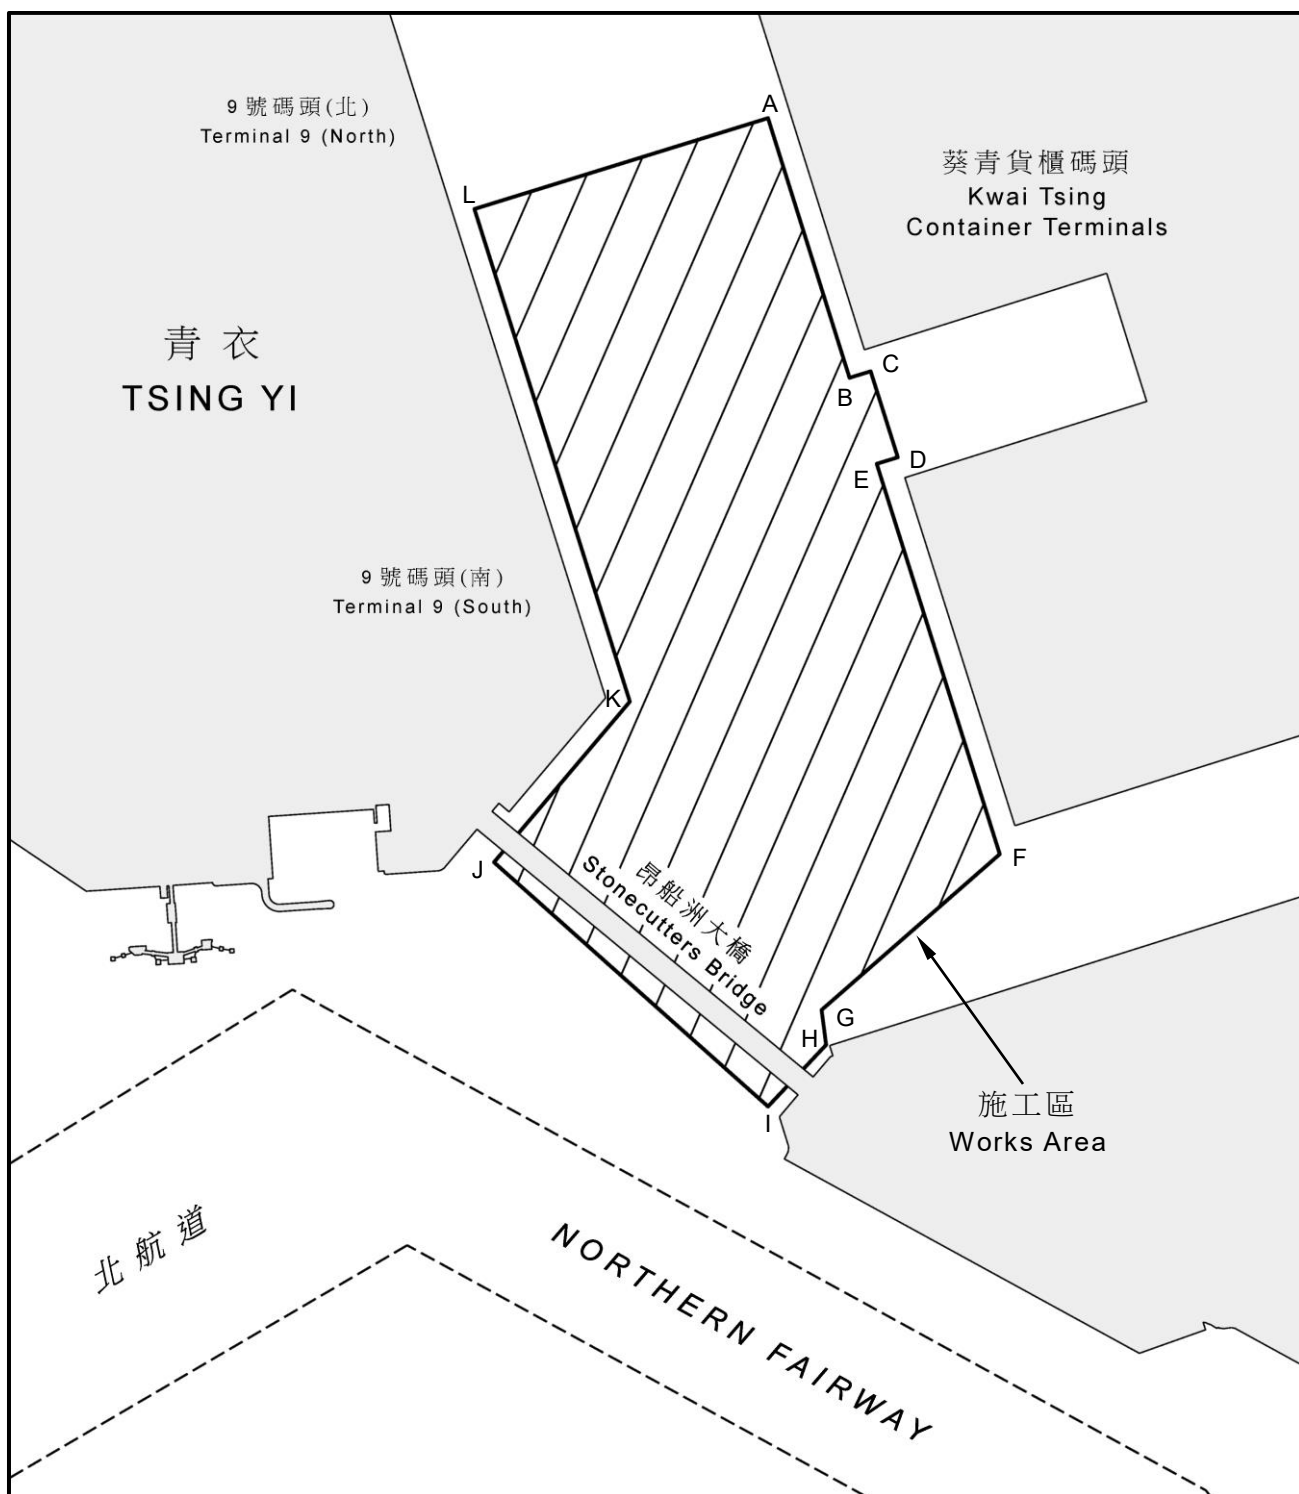 9 號碼頭(北)
Terminal 9 (North)
A
葵青貨櫃碼頭
Kwai Tsing
Container Terminals
L
青衣
TSING YI
C
B
D
E
9 號碼頭(南)
Terminal 9 (South)
K
F
J
昂船洲大橋
Stonecutters Bridge
G
H
I
施工區
Works Area
北航道
NORTHERN FAIRWAY